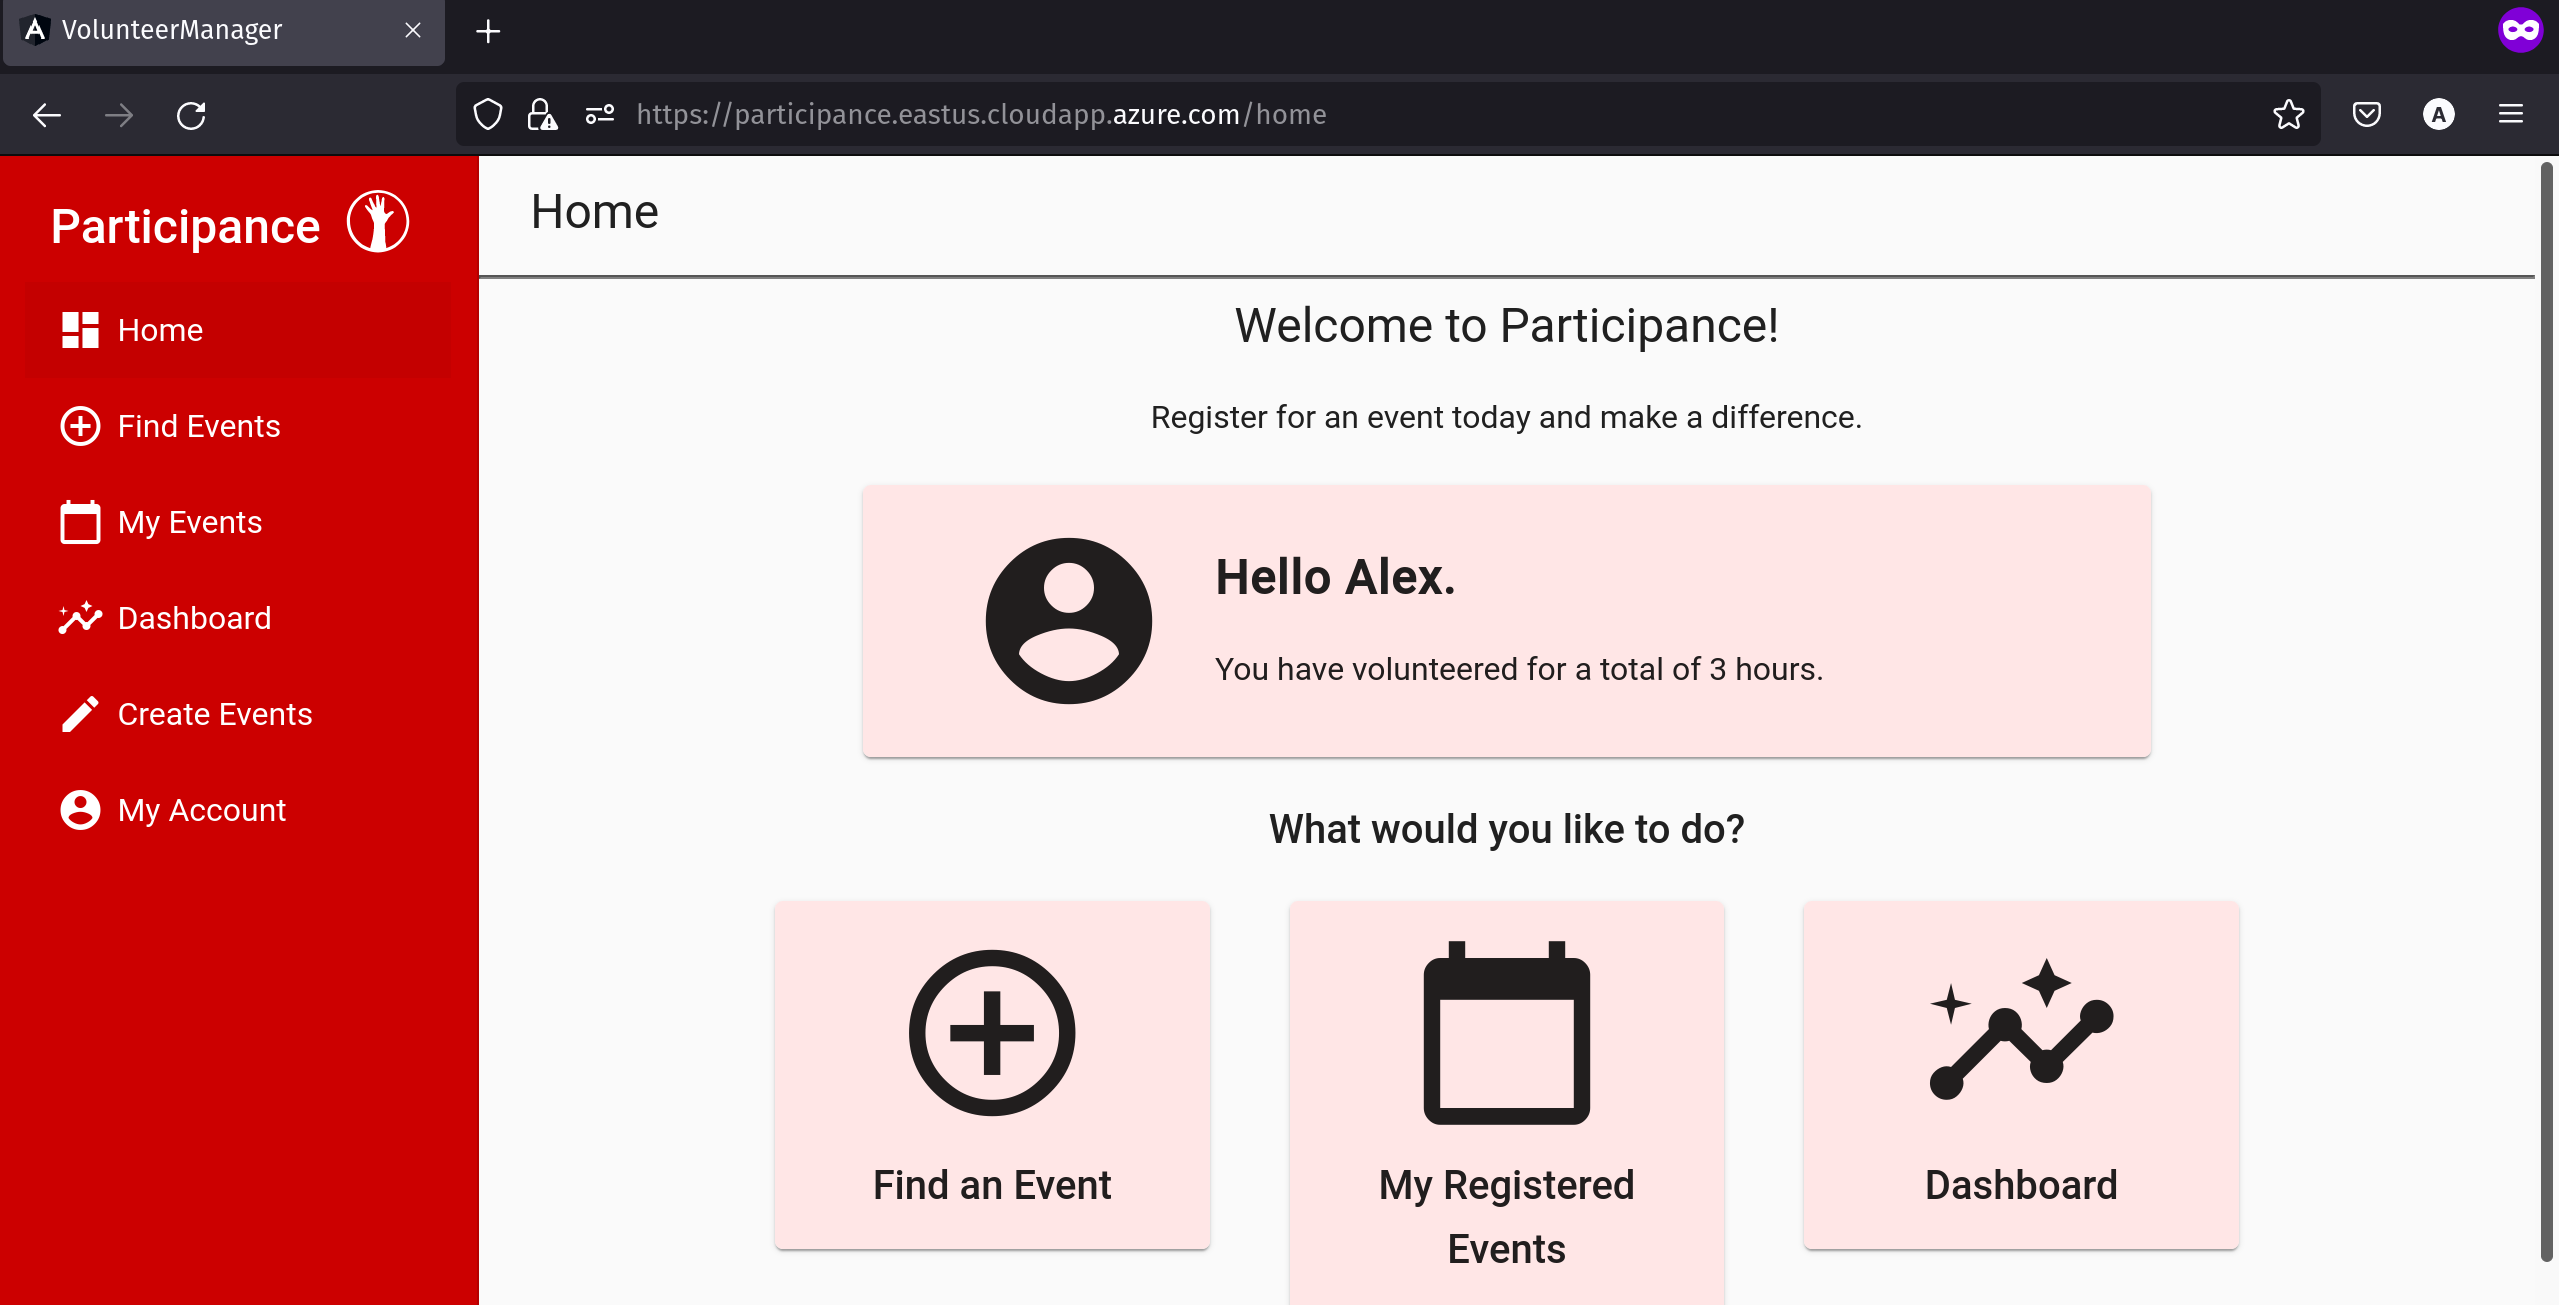 VolunteerManager
https://participance.eastus.cloudapp.azure.com/home
A
Participance
Home
Find Events
My Events
Dashboard
Create Events
My Account
Home
Welcome to Participance!
Register for an event today and make a difference.
Hello Alex.
You have volunteered for a total of 3 hours.
What would you like to do?
Find an Event
My Registered
Events
Dashboard